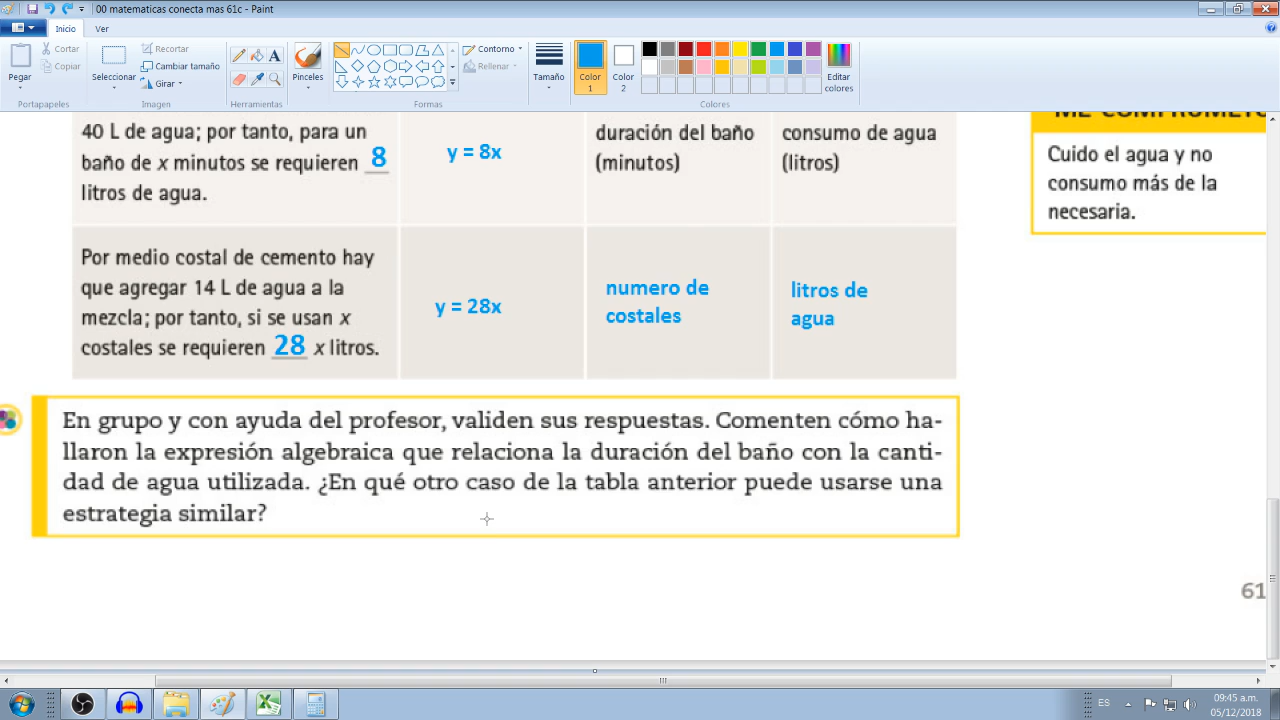 00 matematicas conecta mas 61c - Paint
Inicio
Ver
Pegar
Cortar
Copiar
Portapapeles
Seleccionar
Recortar
Cambiar tamaño
Girar
Imagen
A
Herramientas
Pinceles
Contorno
Rellenar
Formas
Tamaño
Color
1
Color
2
Editar
colores
Colores
40 L de agua; por tanto, para un
baño de x minutos se requieren 8
litros de agua.
y = 8x
duración del baño
(minutos)
consumo de agua
(litros)
ME COMPROMETO
Cuido el agua y no
consumo más de la
necesaria.
Por medio costal de cemento hay
que agregar 14 L de agua a la
mezcla; por tanto, si se usan x
costales se requieren 28 x litros.
y = 28x
numero de
costales
litros de
agua
En grupo y con ayuda del profesor, validen sus respuestas. Comenten cómo ha-
llaron la expresión algebraica que relaciona la duración del baño con la canti-
dad de agua utilizada. ¿En qué otro caso de la tabla anterior puede usarse una
estrategia similar?
61
ES
09:45 a.m.
05/12/2018